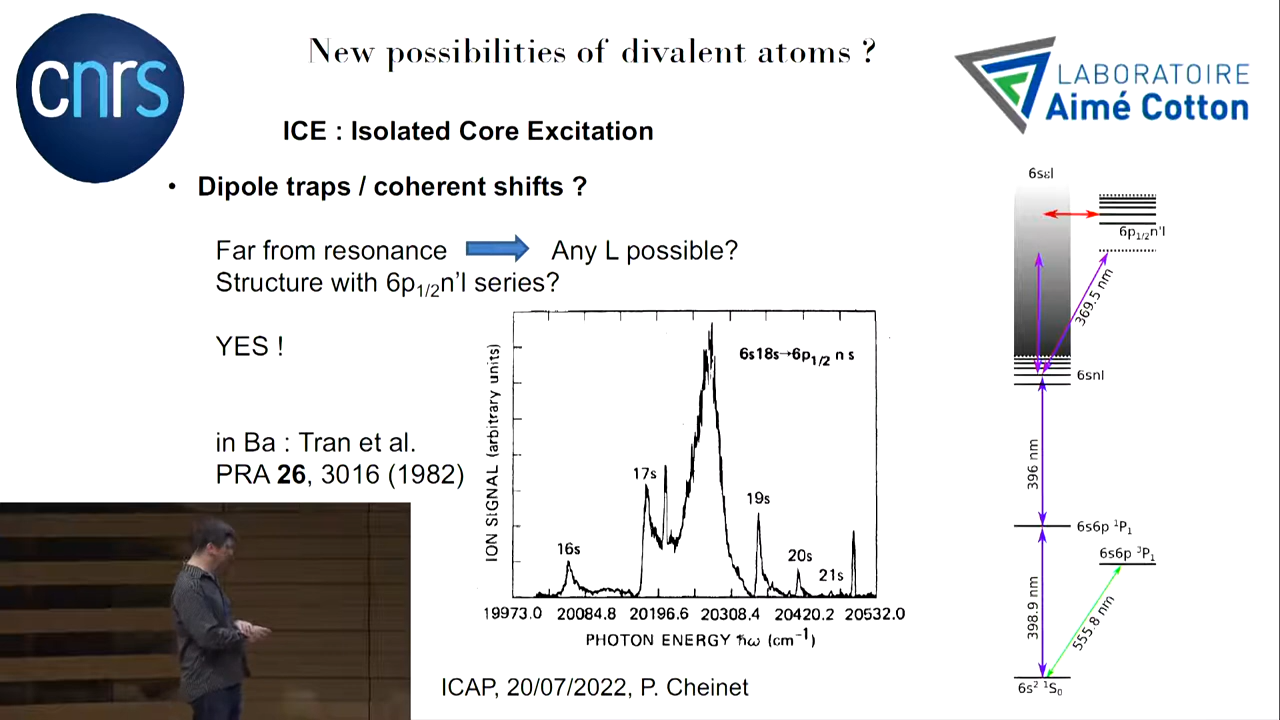 New possibilities of divalent atoms ?
cnrs
LABORATOIRE
Aimé Cotton
ICE : Isolated Core Excitation
• Dipole traps / coherent shifts ?
Far from resonance
Any L possible?
Structure with 6p1/2n'l series?
YES !
in Ba : Tran et al.
PRA 26, 3016 (1982)
ION SIGNAL (arbitrary units)
6s18s→6p1/2 n s
16s
17s
19s
20s
21s
19973.0 20084.8 20196.6 20308.4 20420.2 20532.0
PHOTON ENERGY ħω (cm-1)
ICAP, 20/07/2022, P. Cheinet
6sεl
6p1/2n'l
369.5 nm
6snl
396 nm
6s6p 1P1
6s6p 3P1
398.9 nm
555.8 nm
6s2 1S0